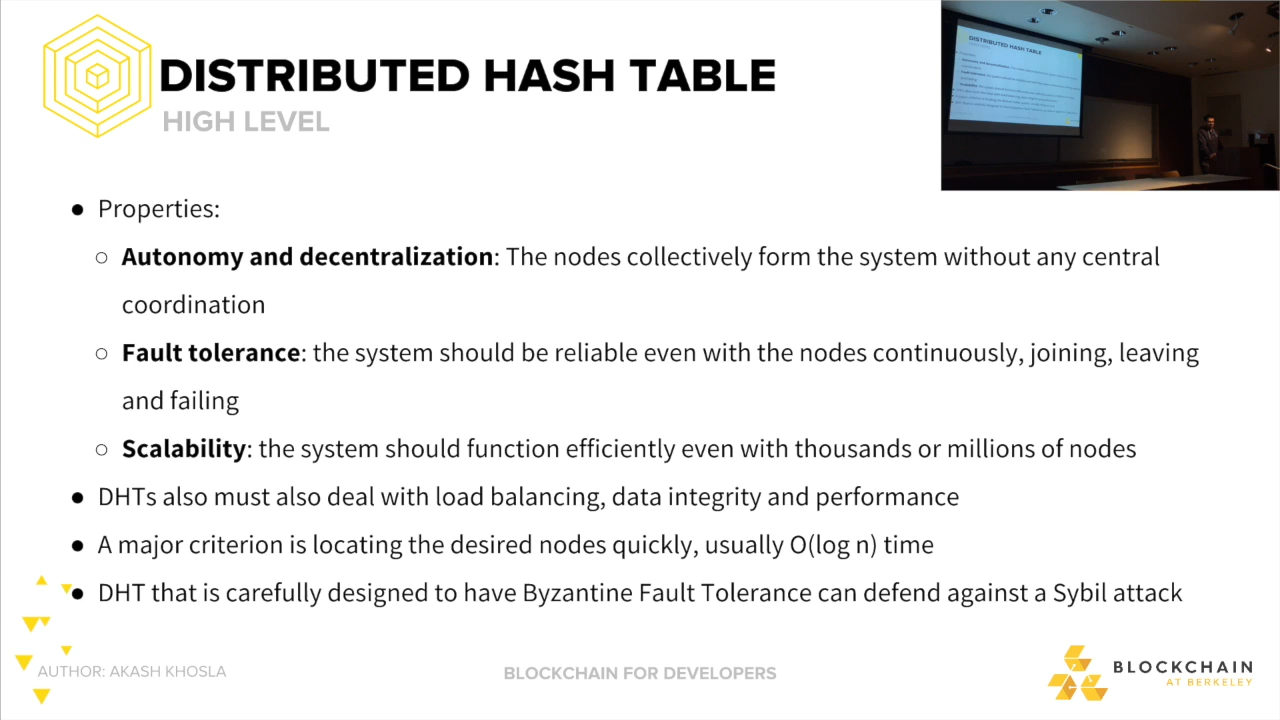 DISTRIBUTED HASH TABLE
HIGH LEVEL
DISTRIBUTED HASH TABLE
● Properties:
○ Autonomy and decentralization: The nodes collectively form the system without any central
coordination
○ Fault tolerance: the system should be reliable even with the nodes continuously, joining, leaving
and failing
○ Scalability: the system should function efficiently even with thousands or millions of nodes
● DHTs also must also deal with load balancing, data integrity and performance
● A major criterion is locating the desired nodes quickly, usually O(log n) time
● DHT that is carefully designed to have Byzantine Fault Tolerance can defend against a Sybil attack
AUTHOR: AKASH KHOSLA
BLOCKCHAIN FOR DEVELOPERS
BLOCKCHAIN
AT BERKELEY